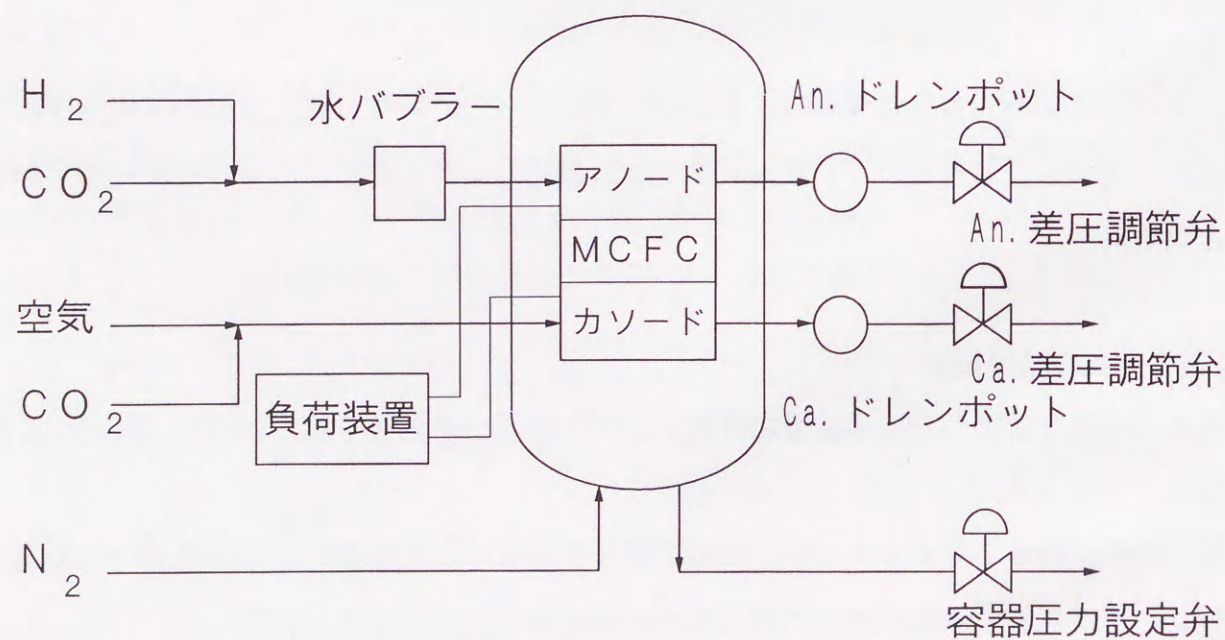 H2
水バブラー
An. ドレンポット
CO2
アノード
An. 差圧調節弁
MCFC
空気
カソード
Ca. 差圧調節弁
CO2
負荷装置
Ca. ドレンポット
N2
容器圧力設定弁